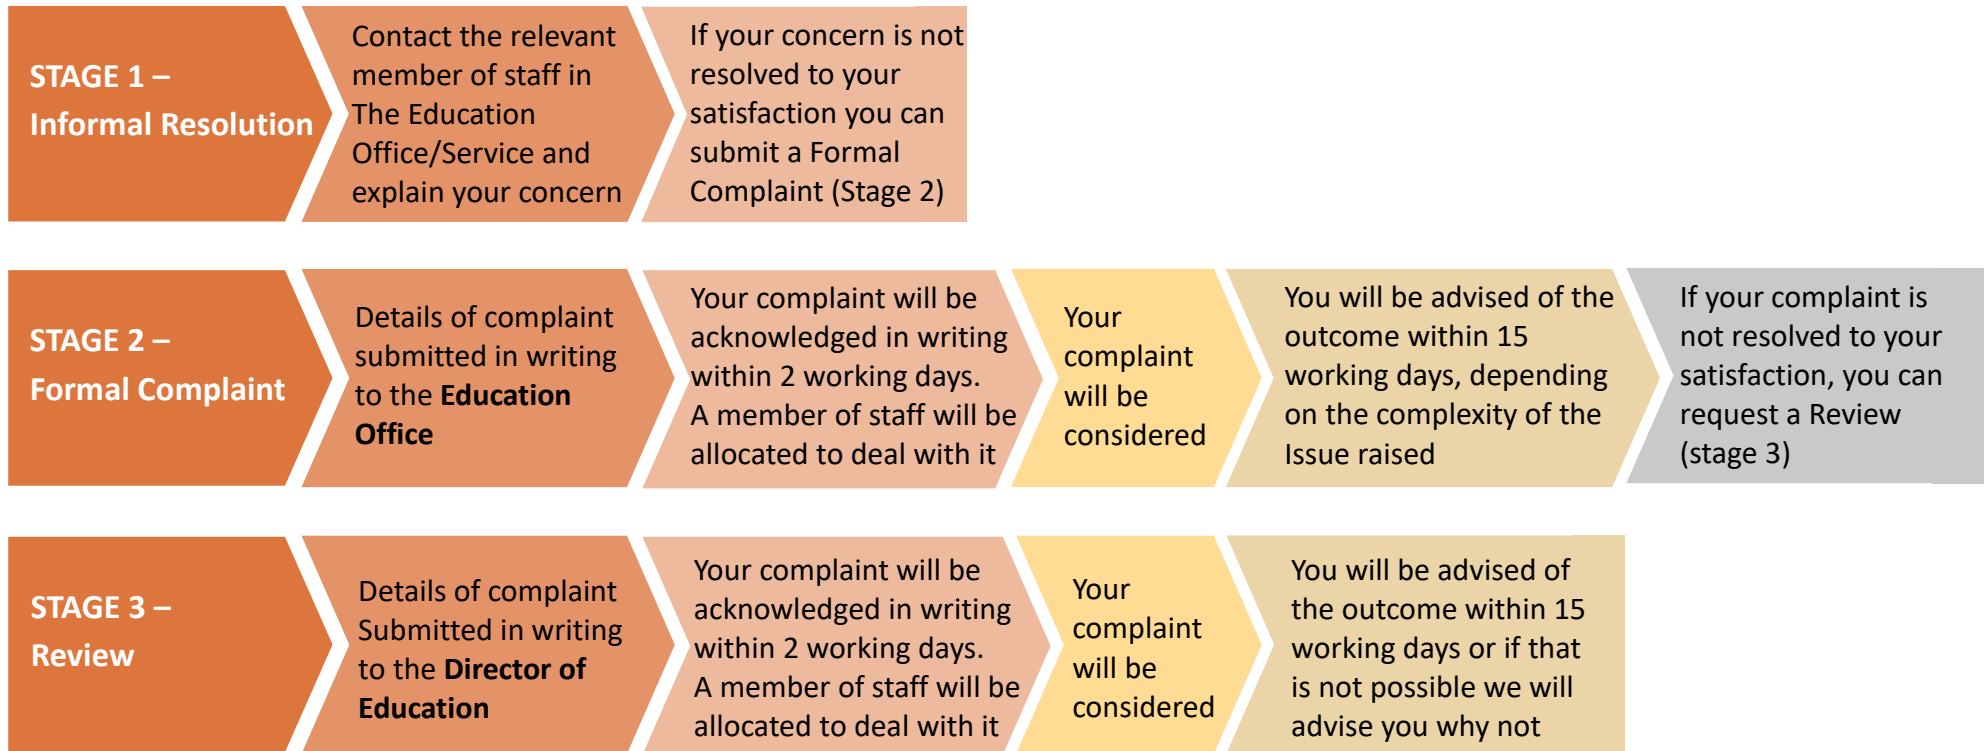 STAGE 1 –
Informal Resolution
Contact the relevant
member of staff in
The Education
Office/Service and
explain your concern
If your concern is not
resolved to your
satisfaction you can
submit a Formal
Complaint (Stage 2)
STAGE 2 –
Formal Complaint
Details of complaint
submitted in writing
to the Education
Office
Your complaint will be
acknowledged in writing
within 2 working days.
A member of staff will be
allocated to deal with it
Your
complaint
will be
considered
You will be advised of the
outcome within 15
working days, depending
on the complexity of the
Issue raised
If your complaint is
not resolved to your
satisfaction, you can
request a Review
(stage 3)
STAGE 3 –
Review
Details of complaint
Submitted in writing
to the Director of
Education
Your complaint will be
acknowledged in writing
within 2 working days.
A member of staff will be
allocated to deal with it
Your
complaint
will be
considered
You will be advised of
the outcome within 15
working days or if that
is not possible we will
advise you why not